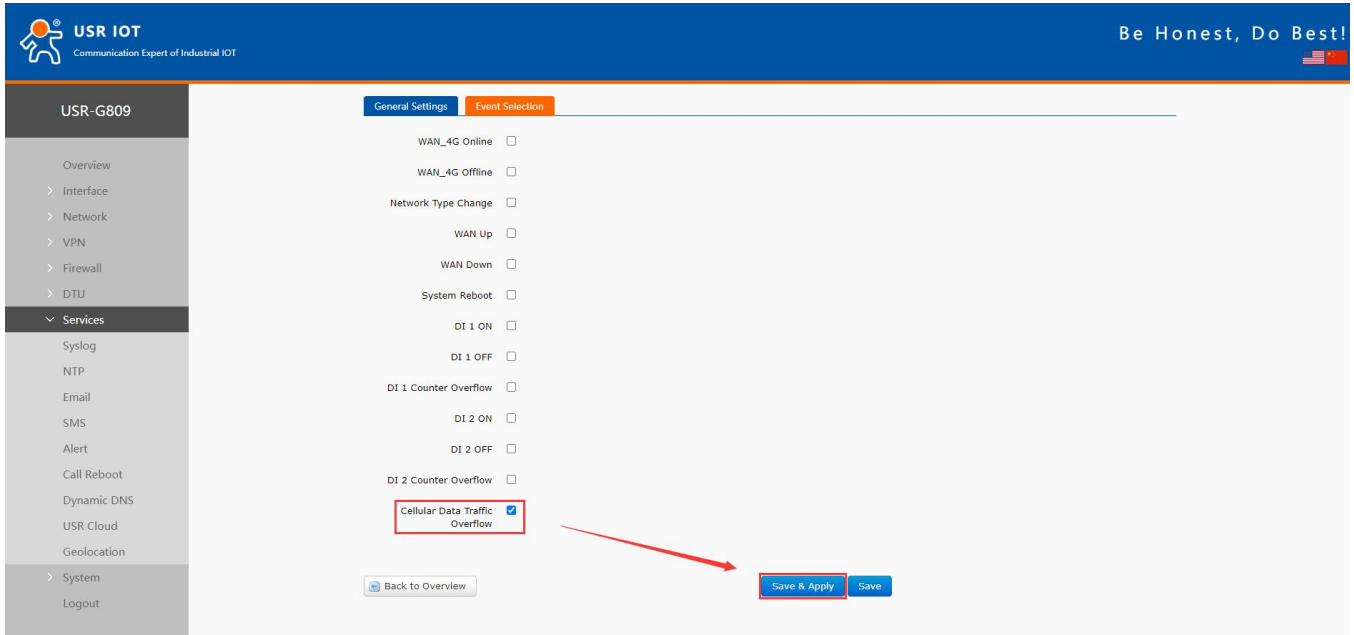 USR IOT
Communication Expert of Industrial IOT
Be Honest, Do Best!
USR-G809
Overview
Interface
Network
VPN
Firewall
DTU
Services
Syslog
NTP
Email
SMS
Alert
Call Reboot
Dynamic DNS
USR Cloud
Geolocation
System
Logout
General Settings
Event Selection
WAN_4G Online
WAN_4G Offline
Network Type Change
WAN Up
WAN Down
System Reboot
DI 1 ON
DI 1 OFF
DI 1 Counter Overflow
DI 2 ON
DI 2 OFF
DI 2 Counter Overflow
Cellular Data Traffic
Overflow
Back to Overview
Save & Apply
Save